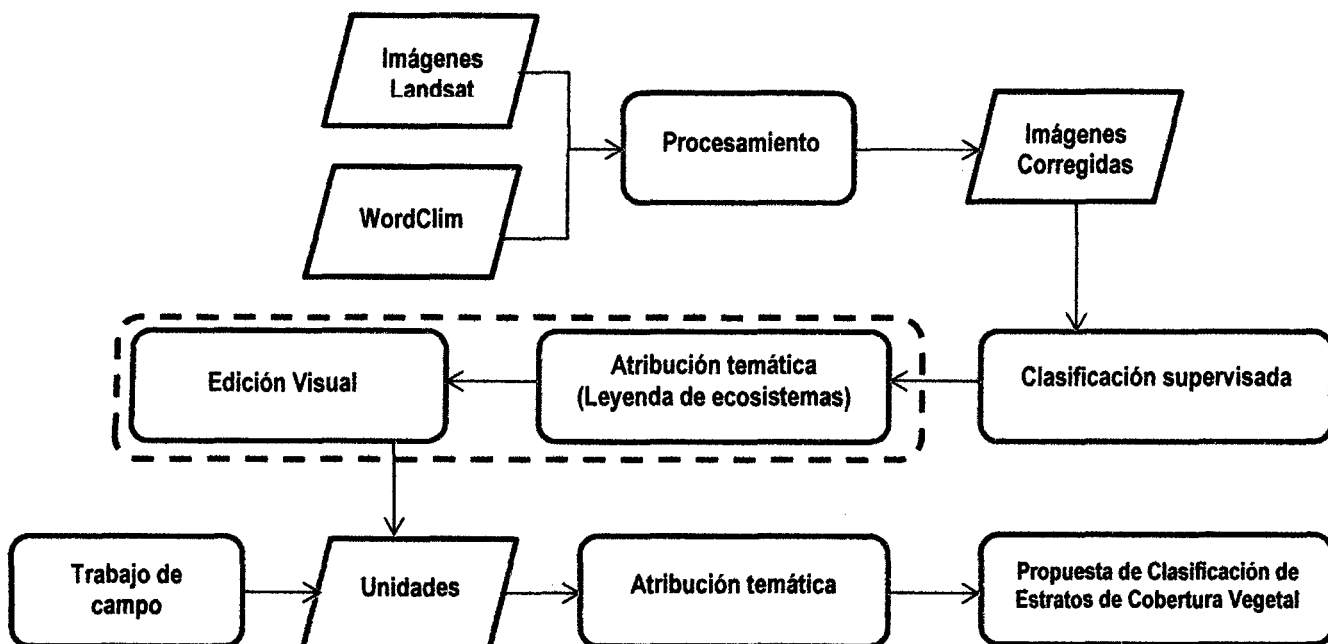 Imágenes
Landsat
Procesamiento
Imágenes
Corregidas
WordClim
Edición Visual
Atribución temática
(Leyenda de ecosistemas)
Clasificación supervisada
Trabajo de
campo
Unidades
Atribución temática
Propuesta de Clasificación de
Estratos de Cobertura Vegetal